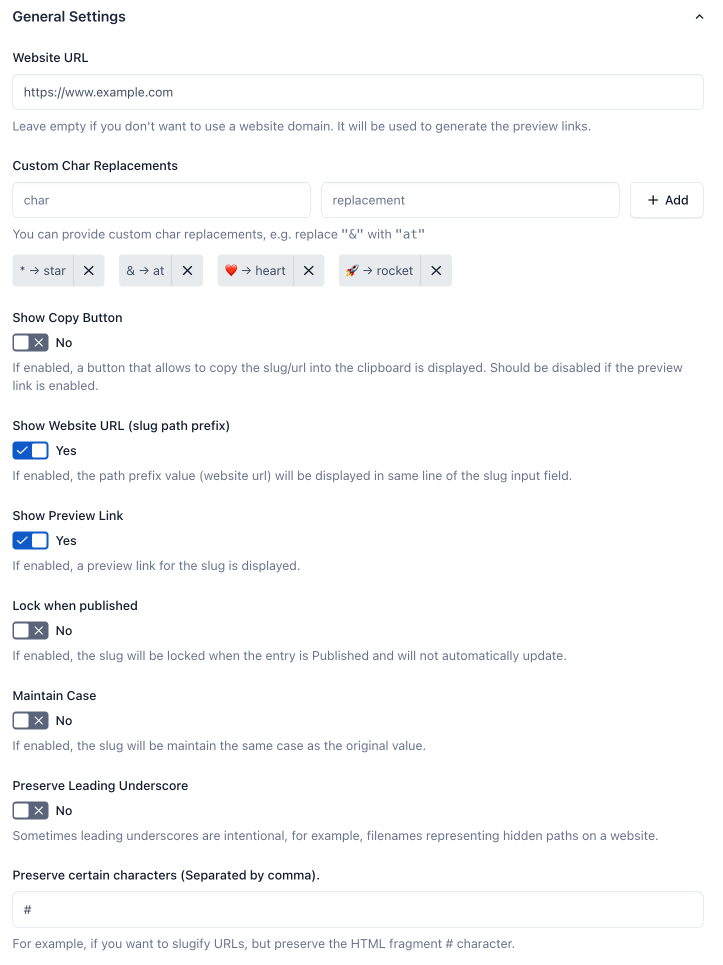 General Settings
Website URL
https://www.example.com
Leave empty if you don't want to use a website domain. It will be used to generate the preview links.
Custom Char Replacements
char replacement + Add
You can provide custom char replacements, e.g. replace "&" with "at"
* → star ✕ & → at ✕ ❤️ → heart ✕ 🚀 → rocket ✕
Show Copy Button
No
If enabled, a button that allows to copy the slug/url into the clipboard is displayed. Should be disabled if the preview
link is enabled.
Show Website URL (slug path prefix)
Yes
If enabled, the path prefix value (website url) will be displayed in same line of the slug input field.
Show Preview Link
Yes
If enabled, a preview link for the slug is displayed.
Lock when published
No
If enabled, the slug will be locked when the entry is Published and will not automatically update.
Maintain Case
No
If enabled, the slug will be maintain the same case as the original value.
Preserve Leading Underscore
No
Sometimes leading underscores are intentional, for example, filenames representing hidden paths on a website.
Preserve certain characters (Separated by comma).
#
For example, if you want to slugify URLs, but preserve the HTML fragment # character.